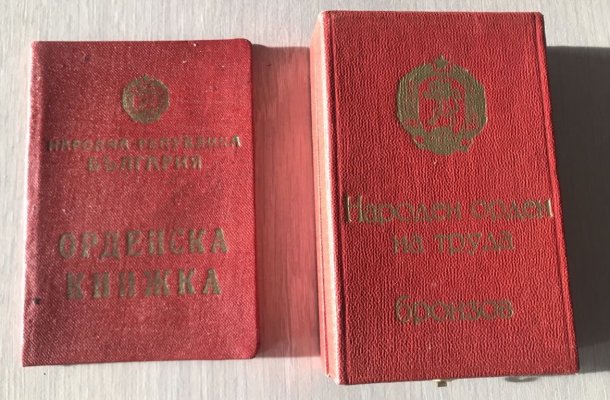 НАРОДНА РЕПУБЛИКА
БЪЛГАРИЯ
ОРДЕНСКА
КНИЖКА
Народен орден
на труда
бронзов